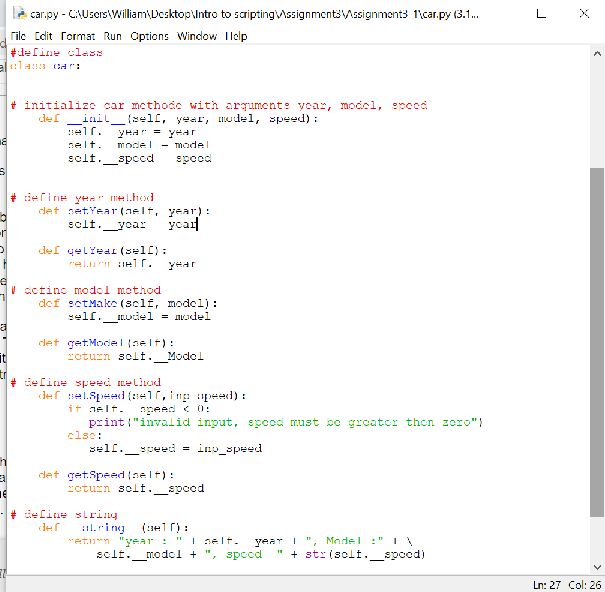 car.py - C:\Users\William\Desktop\Intro to scripting\Assignment3\Assignment3-1\car.py (3.1...
File Edit Format Run Options Window Help
#define class
class car:
# initialize car methode with arguments year, model, speed
def __init__(self, year, model, speed):
self.__year = year
self.__model = model
self.__speed = speed
# define year method
def setYear(self, year):
self.__year = year
def getYear(self):
return self.__year
# define model method
def setMake(self, model):
self.__model = model
def getModel(self):
return self.__Model
# define speed method
def setSpeed(self,inp_speed):
if self.__speed < 0:
print("invalid input, speed must be greater then zero")
else:
self.__speed = inp_speed
def getSpeed(self):
return self.__speed
# define string
def __string__(self):
return "year : " + self.__year + ", Model :" + \
self.__model + ", speed " + str(self.__speed)
Ln: 27 Col: 26